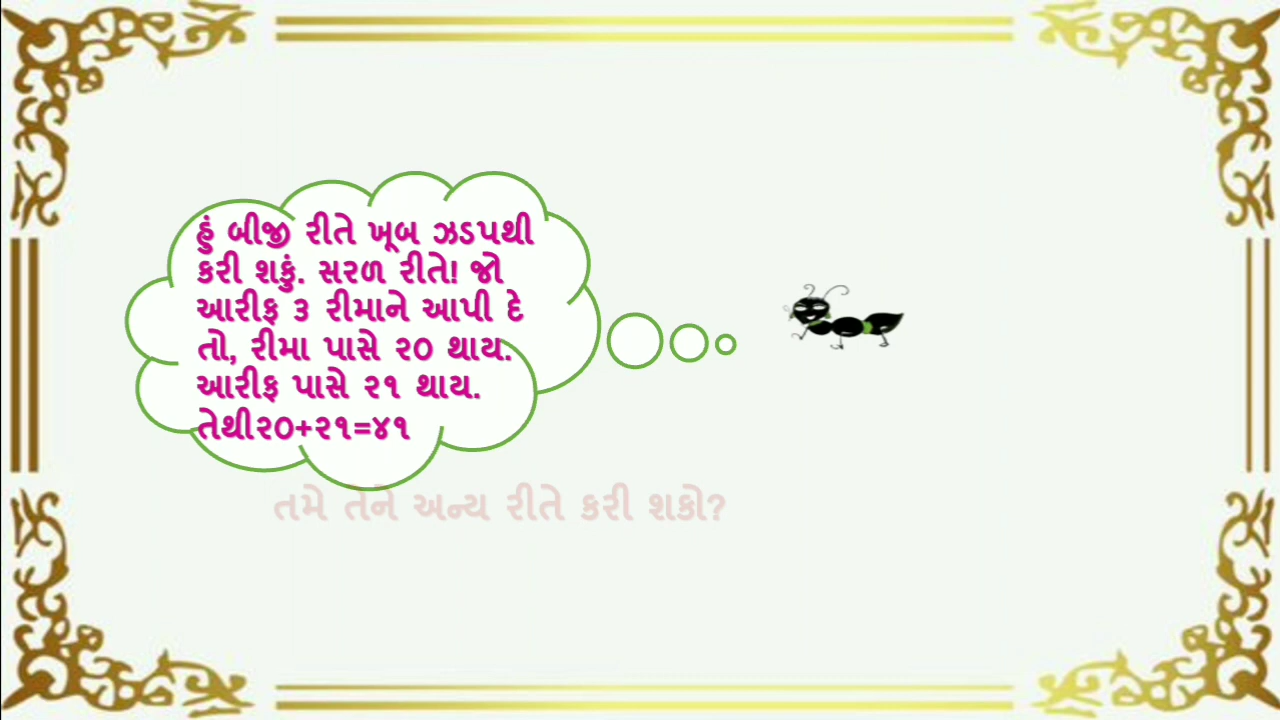 હું બીજી રીતે ખૂબ ઝડપથી
કરી શકું. સરળ રીતે! જો
આરીફ ૩ રીમાને આપી દે
તો, રીમા પાસે ૨૦ થાય.
આરીફ પાસે ૨૧ થાય.
તેથી૨૦+૨૧=૪૧
તમે તેને અન્ય રીતે કરી શકો?